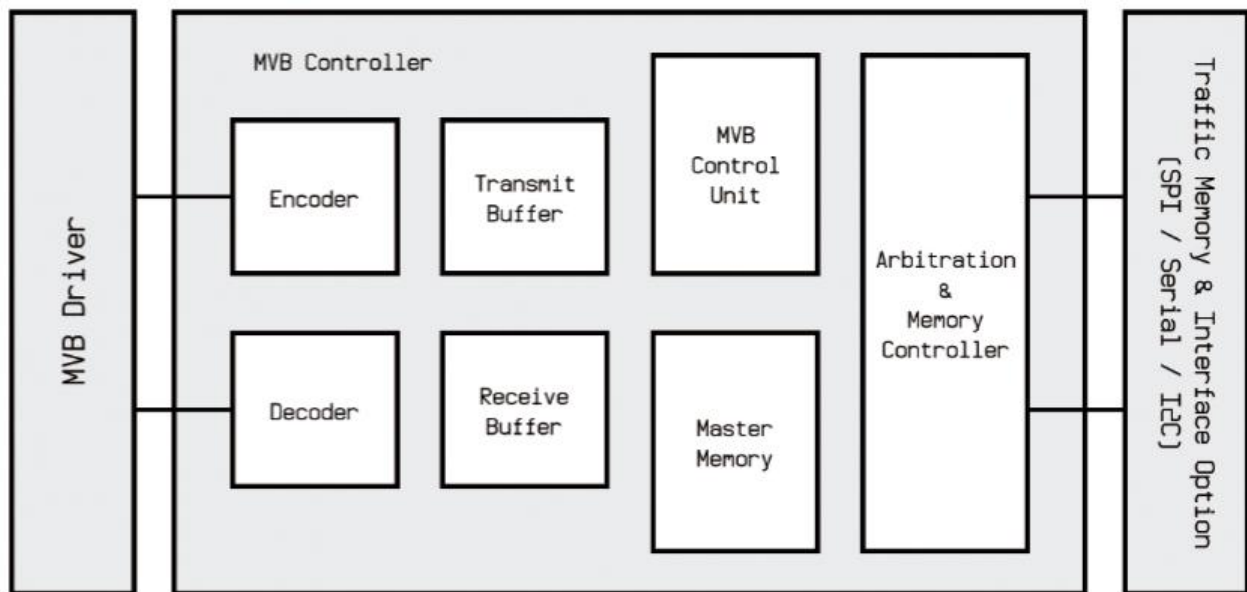 MVB Driver
MVB Controller
Encoder
Transmit
Buffer
MVB
Control
Unit
Decoder
Receive
Buffer
Master
Memory
Arbitration
&
Memory
Controller
Traffic Memory & Interface Option
(SPI / Serial / I2C)